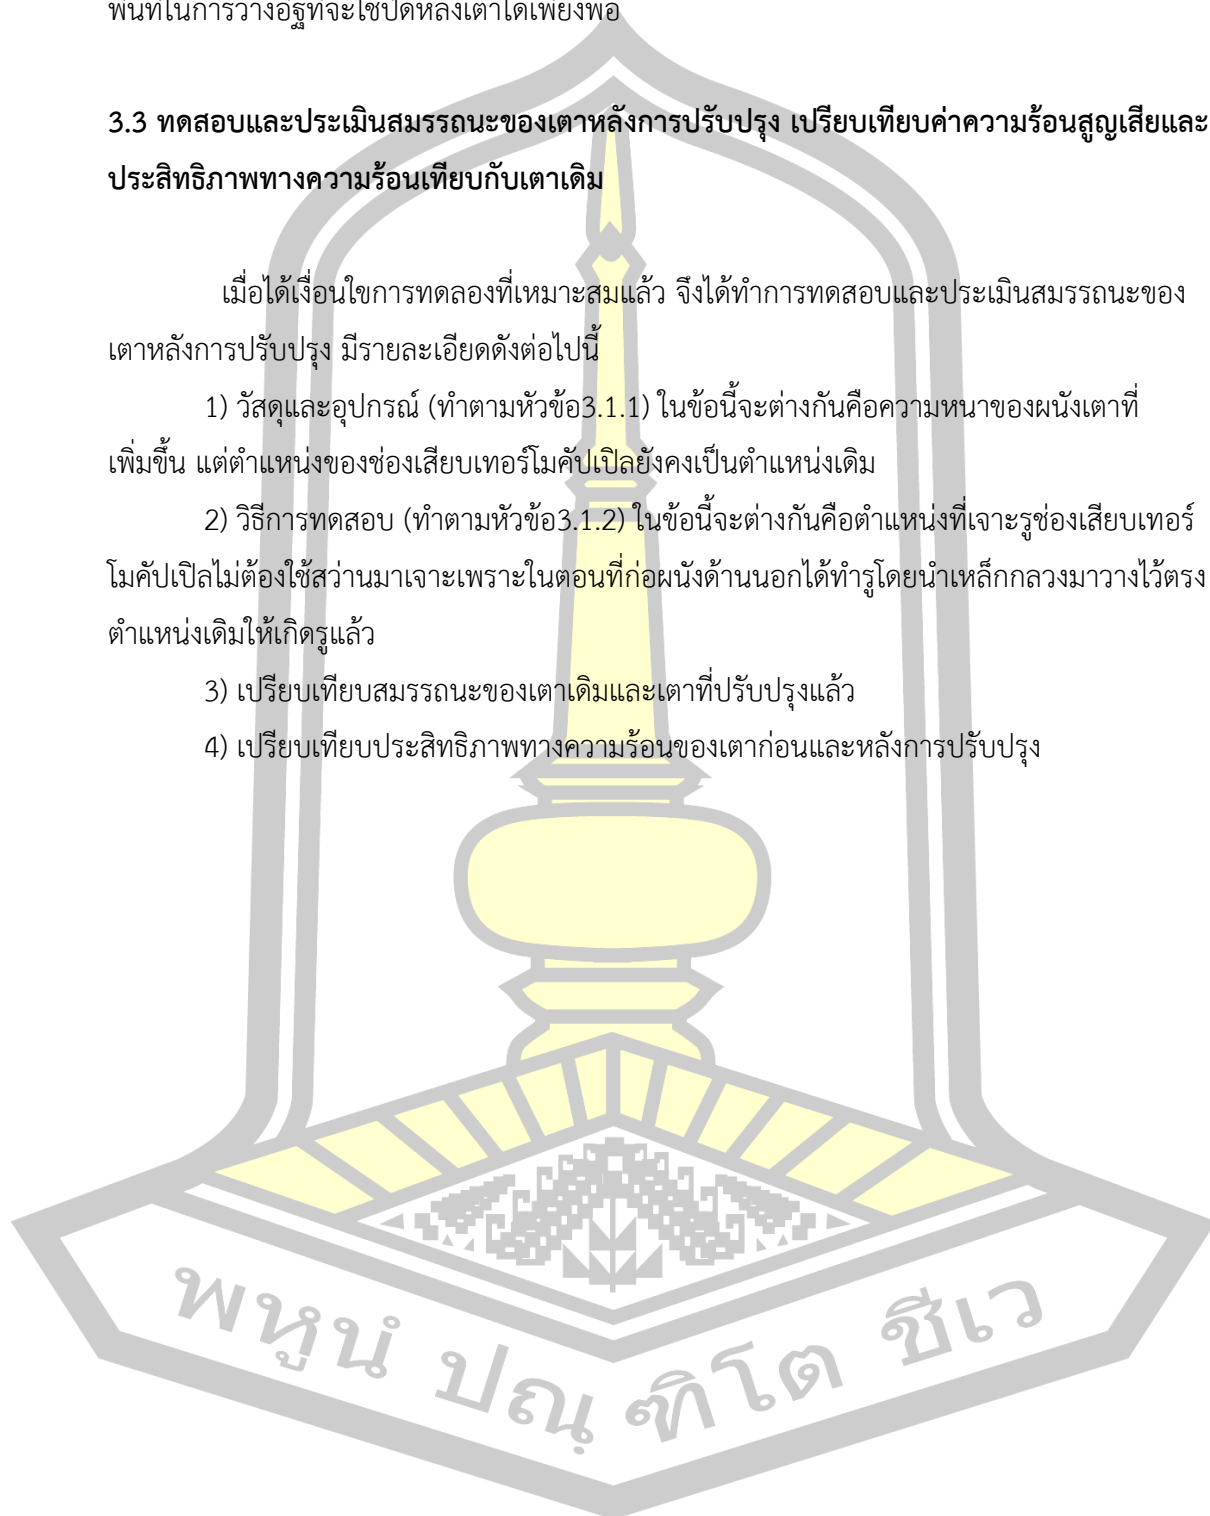 พื้นที่ในการวางอิฐที่จะใช้ปิดหลังเตาได้เพียงพอ
3.3 ทดสอบและประเมินสมรรถนะของเตาหลังการปรับปรุง เปรียบเทียบค่าความร้อนสูญเสียและ
ประสิทธิภาพทางความร้อนเทียบกับเตาเดิม
เมื่อได้เงื่อนใขการทดลองที่เหมาะสมแล้ว จึงได้ทำการทดสอบและประเมินสมรรถนะของ
เตาหลังการปรับปรุง มีรายละเอียดดังต่อไปนี้
1) วัสดุและอุปกรณ์ (ทำตามหัวข้อ3.1.1) ในข้อนี้จะต่างกันคือความหนาของผนังเตาที่
เพิ่มขึ้น แต่ตำแหน่งของช่องเสียบเทอร์โมคัปเปิลยังคงเป็นตำแหน่งเดิม
2) วิธีการทดสอบ (ทำตามหัวข้อ3.1.2) ในข้อนี้จะต่างกันคือตำแหน่งที่เจาะรูช่องเสียบเทอร์
โมคัปเปิลไม่ต้องใช้สว่านมาเจาะเพราะในตอนที่ก่อผนังด้านนอกได้ทำรูโดยนำเหล็กกลวงมาวางไว้ตรง
ตำแหน่งเดิมให้เกิดรูแล้ว
3) เปรียบเทียบสมรรถนะของเตาเดิมและเตาที่ปรับปรุงแล้ว
4) เปรียบเทียบประสิทธิภาพทางความร้อนของเตาก่อนและหลังการปรับปรุง
พหูนํ ปณฺฑิโต ชีเว